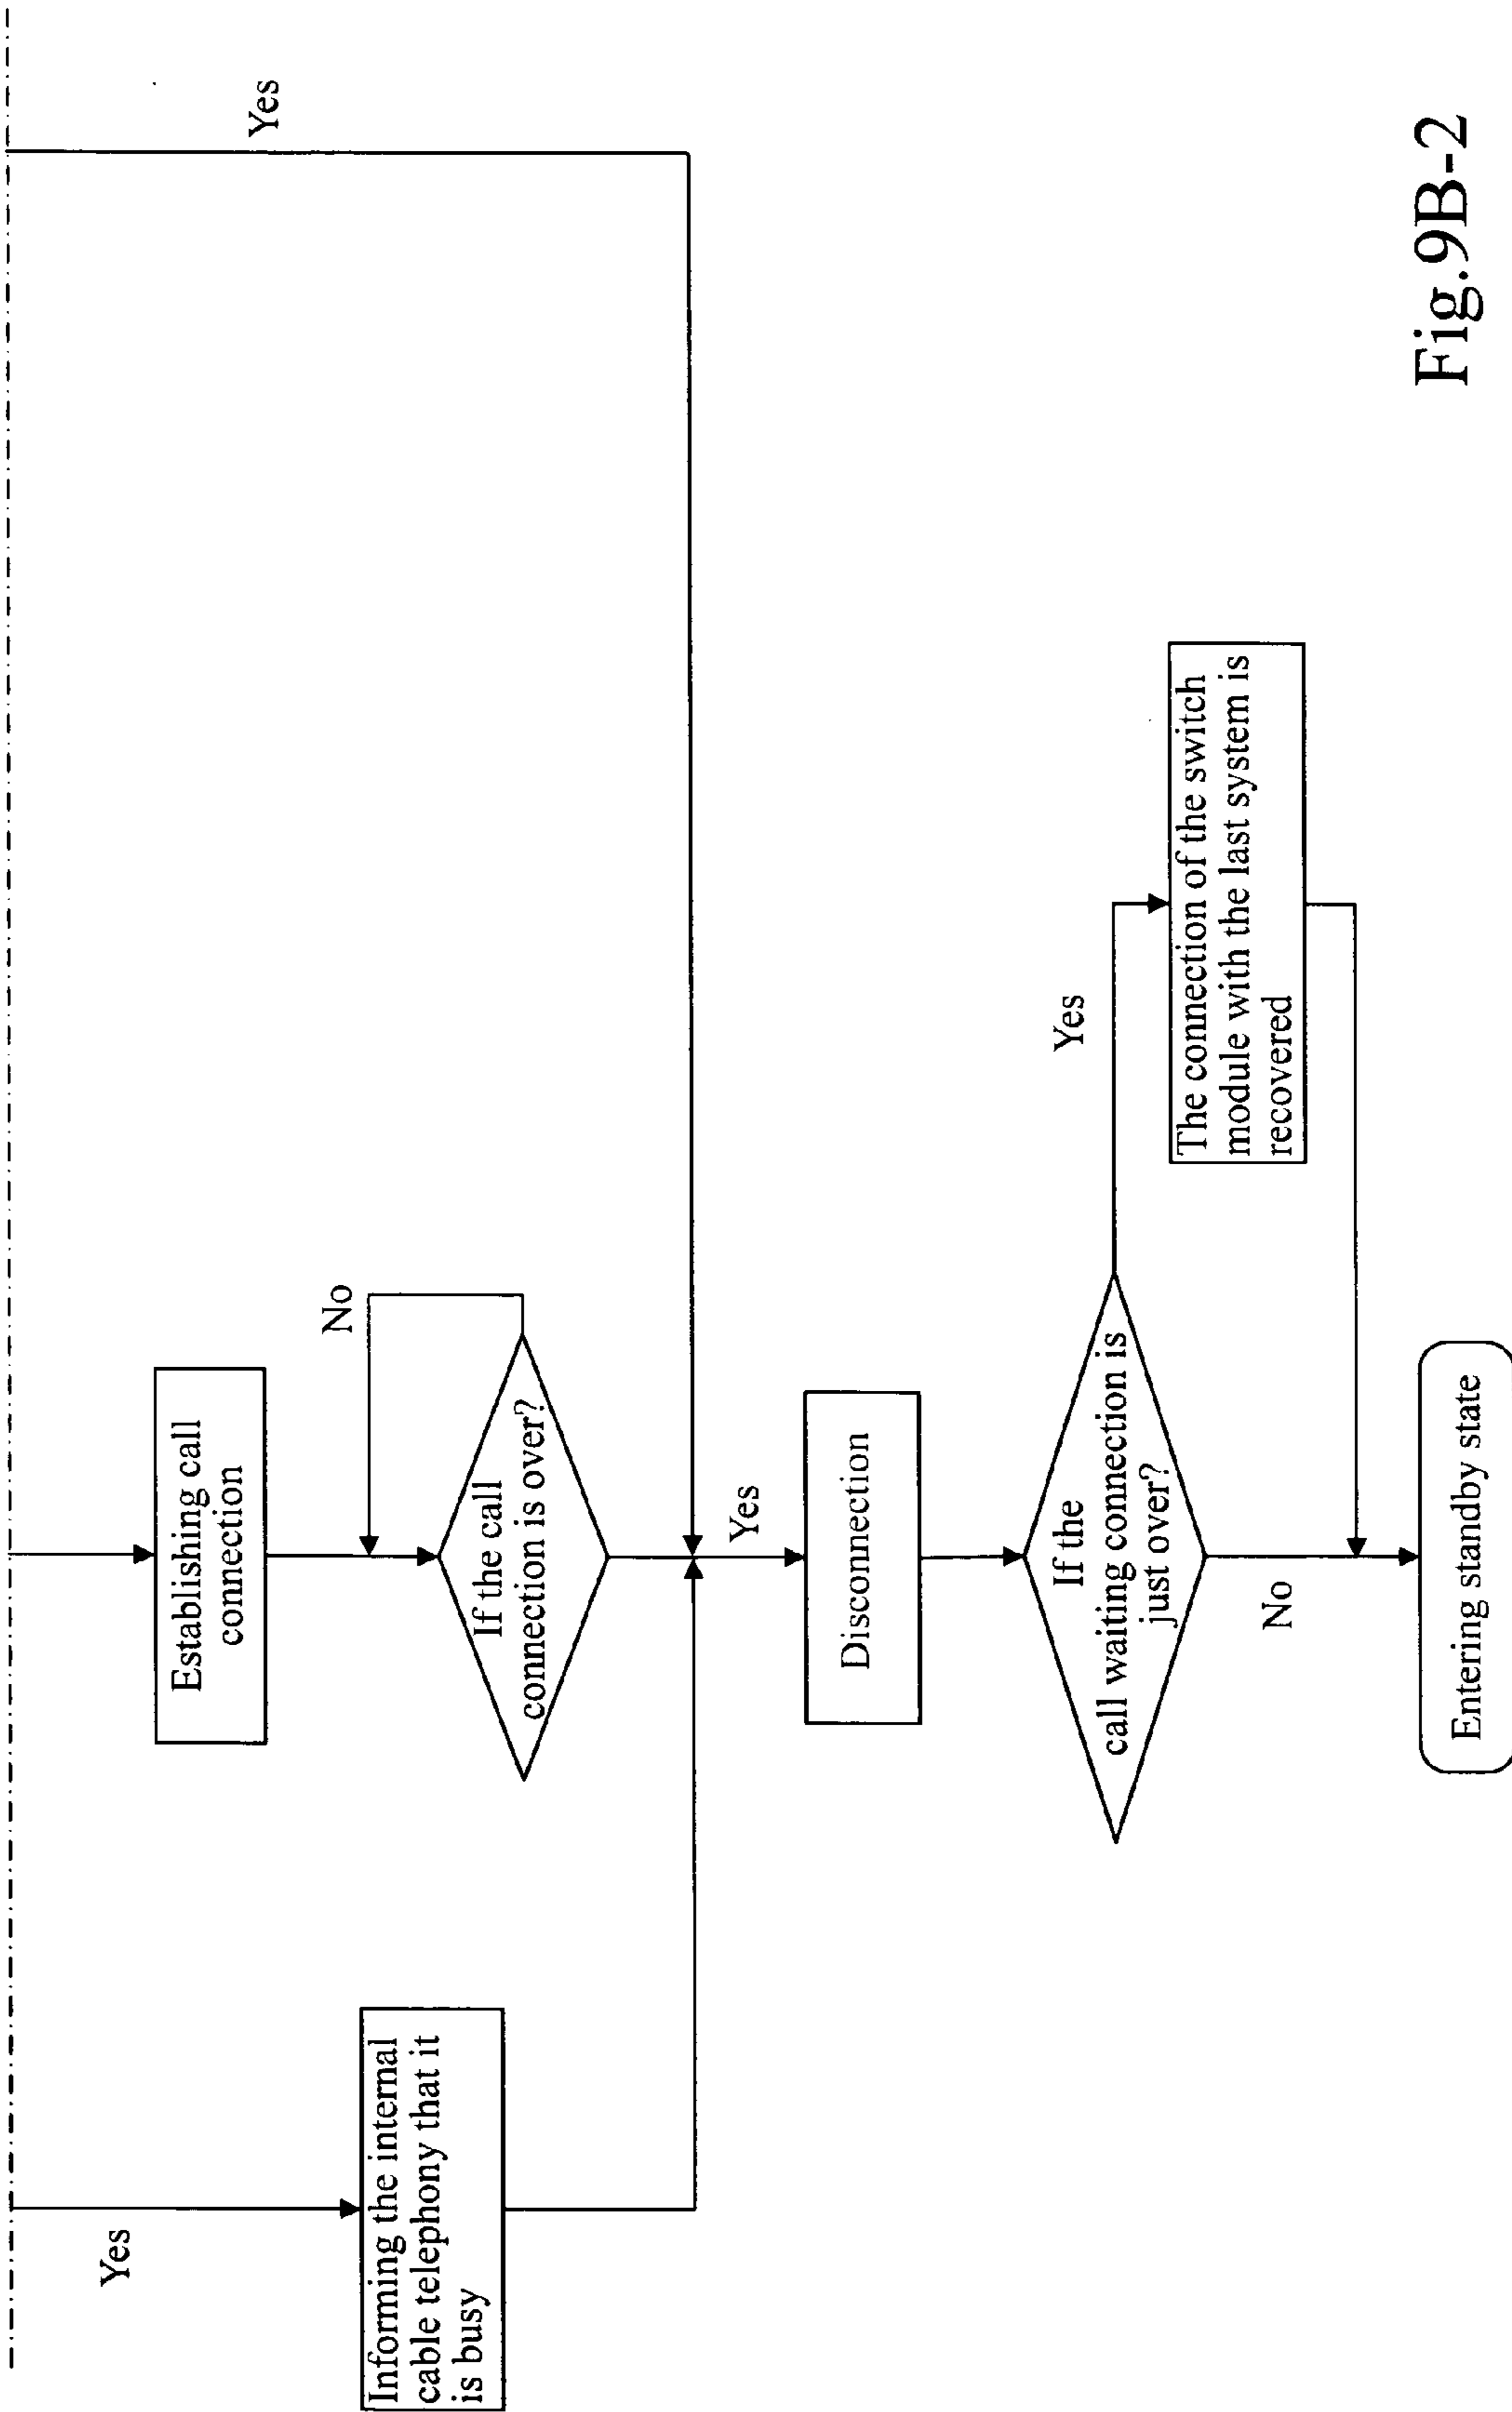 Yes
Yes
Establishing call
connection
No
Informing the internal
cable telephony that it
is busy
If the call
connection is over?
Yes
Disconnection
If the
call waiting connection is
just over?
Yes
The connection of the switch
module with the last system is
recovered
No
Entering standby state
Fig.9B-2